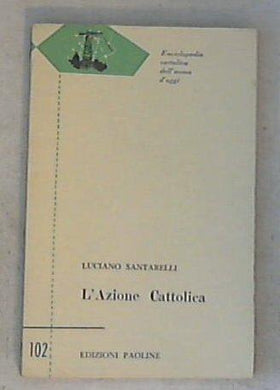 Enciclopedia
cattolica
dell'uomo
d'oggi
LUCIANO SANTARELLI
L'Azione Cattolica
102
EDIZIONI PAOLINE